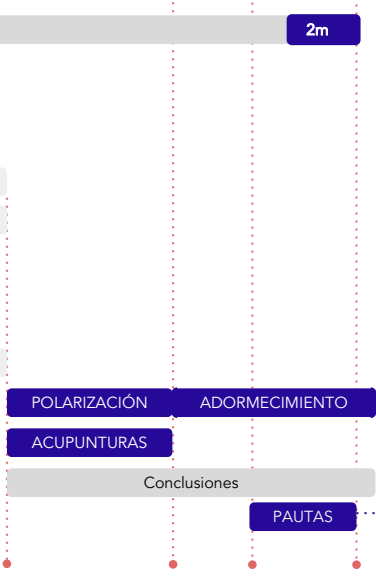 2m
POLARIZACIÓN ADORMECIMIENTO
ACUPUNTURAS
Conclusiones
PAUTAS